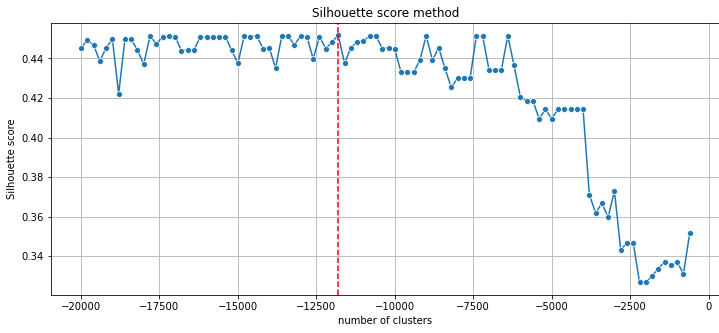 Silhouette score method
Silhouette score
0.44
0.42
0.40
0.38
0.36
0.34
−20000 −17500 −15000 −12500 −10000 −7500 −5000 −2500 0
number of clusters